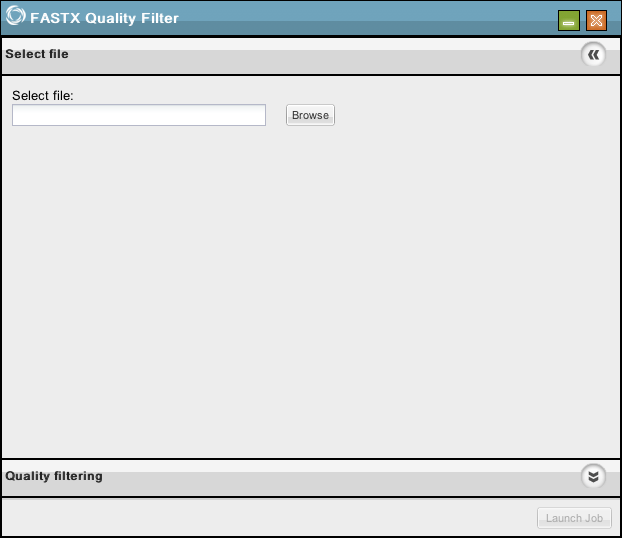 FASTX Quality Filter
Select file
Select file:
Browse
Quality filtering
Launch Job